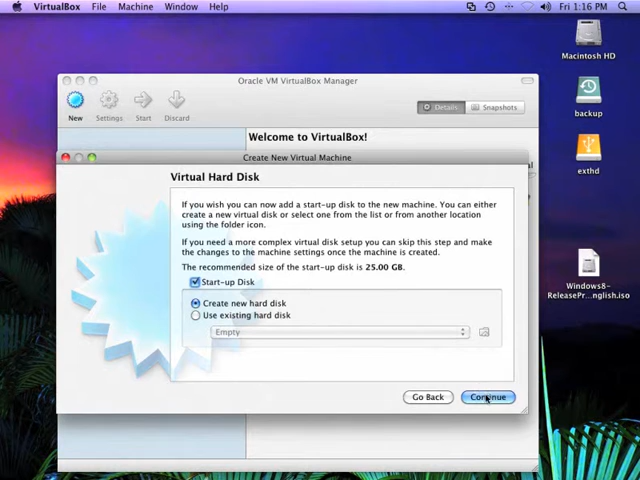 VirtualBox File Machine Window Help
Fri 1:16 PM
Macintosh HD
backup
exthd
Windows8-
ReleasePr...nglish.iso
Oracle VM VirtualBox Manager
New Settings Start Discard
Details Snapshots
Welcome to VirtualBox!
Create New Virtual Machine
Virtual Hard Disk
If you wish you can now add a start-up disk to the new machine. You can either
create a new virtual disk or select one from the list or from another location
using the folder icon.
If you need a more complex virtual disk setup you can skip this step and make
the changes to the machine settings once the machine is created.
The recommended size of the start-up disk is 25.00 GB.
Start-up Disk
Create new hard disk
Use existing hard disk
Empty
Go Back Continue